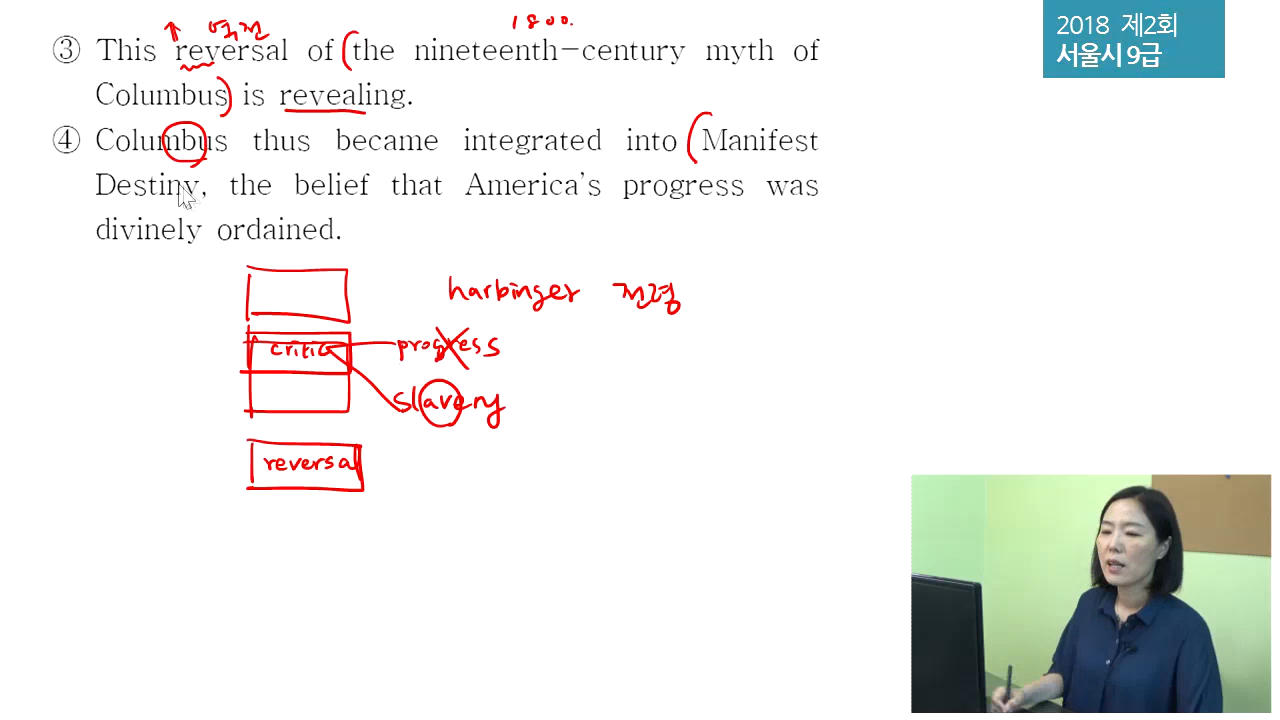 2018 제2회
서울시 9급
↑ 역전 1800.
③ This reversal of (the nineteenth-century myth of
Columbus) is revealing.
④ Columbus thus became integrated into (Manifest
Destiny, the belief that America's progress was
divinely ordained.
harbinger 전령
critic progress
slavery
reversal